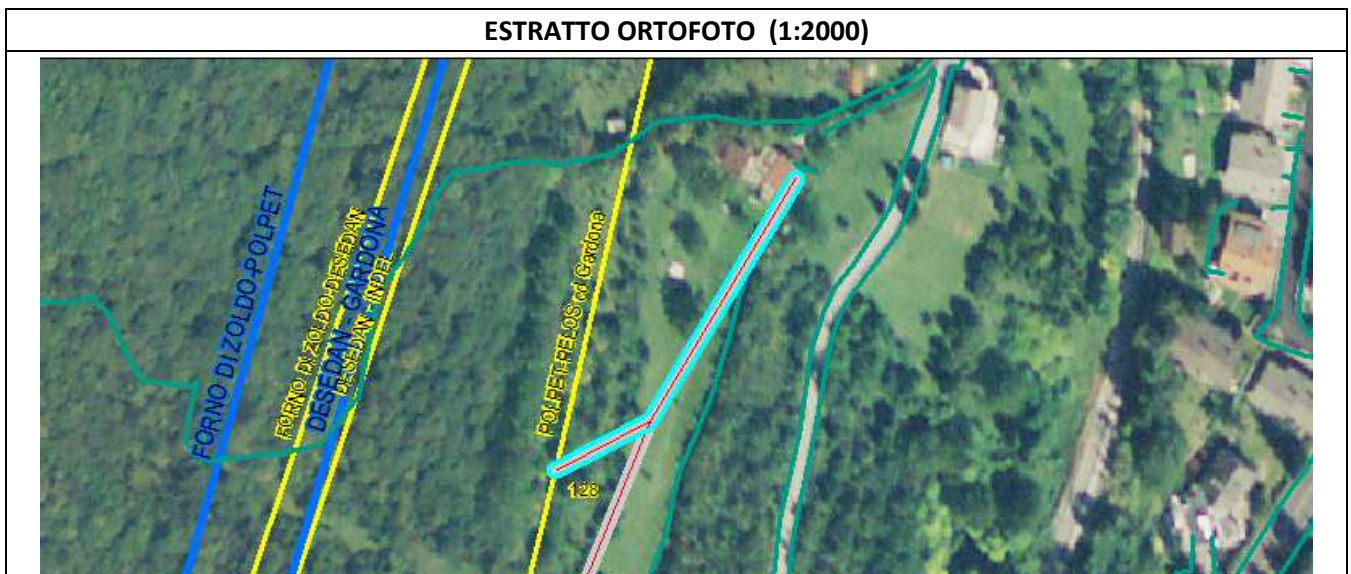 ESTRATTO ORTOFOTO (1:2000)
FORNO DI ZOLDO-POLPET
FORNO DI ZOLDO-DESEDAN
DESEDAN - GARDONA
DESEDAN - INDEL
POLPET-PELOS cd Gardona
128